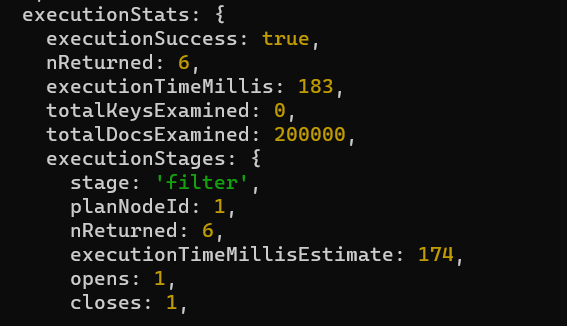 executionStats: {
executionSuccess: true,
nReturned: 6,
executionTimeMillis: 183,
totalKeysExamined: 0,
totalDocsExamined: 200000,
executionStages: {
stage: 'filter',
planNodeId: 1,
nReturned: 6,
executionTimeMillisEstimate: 174,
opens: 1,
closes: 1,